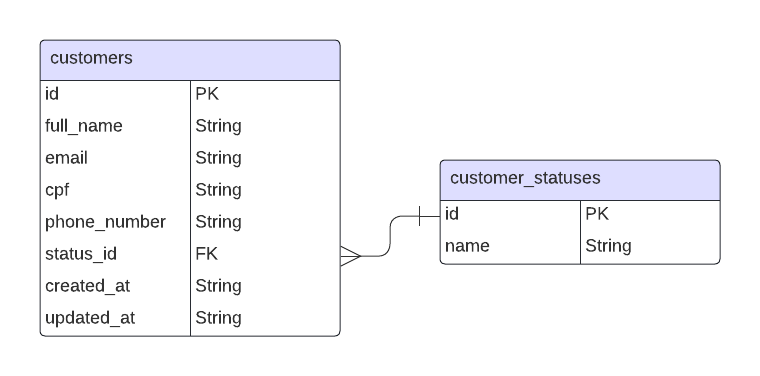 customers
id PK
full_name String
email String
cpf String
phone_number String
status_id FK
created_at String
updated_at String
customer_statuses
id PK
name String